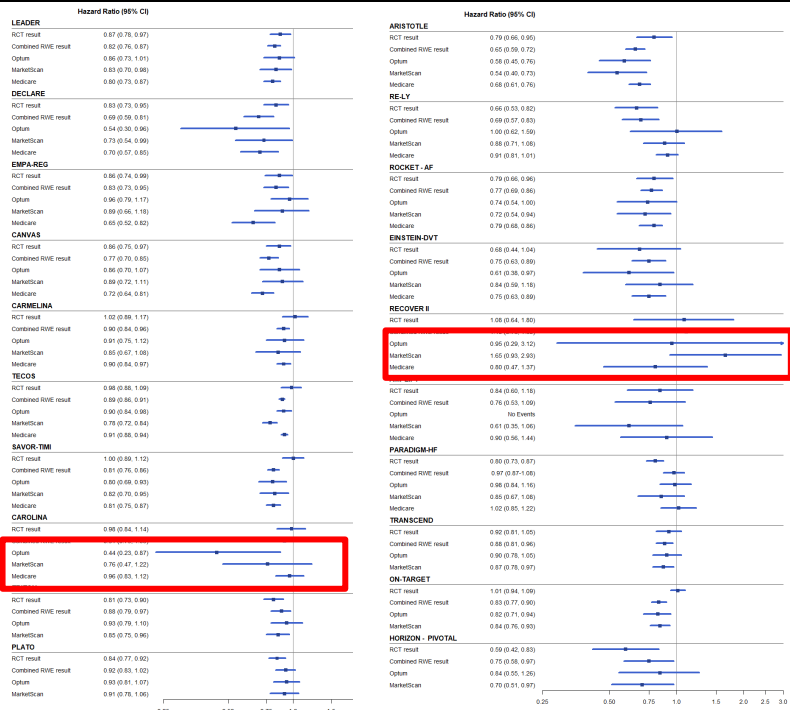 Hazard Ratio (95% CI)
LEADER
RCT result 0.87 (0.78, 0.97)
Combined RWE result 0.82 (0.76, 0.87)
Optum 0.86 (0.73, 1.01)
MarketScan 0.83 (0.70, 0.98)
Medicare 0.80 (0.73, 0.87)
DECLARE
RCT result 0.83 (0.73, 0.95)
Combined RWE result 0.69 (0.59, 0.81)
Optum 0.54 (0.30, 0.96)
MarketScan 0.73 (0.54, 0.99)
Medicare 0.70 (0.57, 0.85)
EMPA-REG
RCT result 0.86 (0.74, 0.99)
Combined RWE result 0.83 (0.73, 0.95)
Optum 0.96 (0.79, 1.17)
MarketScan 0.89 (0.66, 1.18)
Medicare 0.65 (0.52, 0.82)
CANVAS
RCT result 0.86 (0.75, 0.97)
Combined RWE result 0.77 (0.70, 0.85)
Optum 0.86 (0.70, 1.07)
MarketScan 0.89 (0.72, 1.11)
Medicare 0.72 (0.64, 0.81)
CARMELINA
RCT result 1.02 (0.89, 1.17)
Combined RWE result 0.90 (0.84, 0.96)
Optum 0.91 (0.75, 1.12)
MarketScan 0.85 (0.67, 1.08)
Medicare 0.90 (0.84, 0.97)
TECOS
RCT result 0.98 (0.88, 1.09)
Combined RWE result 0.89 (0.86, 0.91)
Optum 0.90 (0.84, 0.98)
MarketScan 0.78 (0.72, 0.84)
Medicare 0.91 (0.88, 0.94)
SAVOR-TIMI
RCT result 1.00 (0.89, 1.12)
Combined RWE result 0.81 (0.76, 0.86)
Optum 0.80 (0.69, 0.93)
MarketScan 0.82 (0.70, 0.95)
Medicare 0.81 (0.75, 0.87)
CAROLINA
RCT result 0.98 (0.84, 1.14)
Optum 0.44 (0.23, 0.87)
MarketScan 0.76 (0.47, 1.22)
Medicare 0.96 (0.83, 1.12)
RCT result 0.81 (0.73, 0.90)
Combined RWE result 0.88 (0.79, 0.97)
Optum 0.93 (0.79, 1.10)
MarketScan 0.85 (0.75, 0.96)
PLATO
RCT result 0.84 (0.77, 0.92)
Combined RWE result 0.92 (0.83, 1.02)
Optum 0.93 (0.81, 1.07)
MarketScan 0.91 (0.78, 1.06)
Hazard Ratio (95% CI)
ARISTOTLE
RCT result 0.79 (0.66, 0.95)
Combined RWE result 0.65 (0.59, 0.72)
Optum 0.58 (0.45, 0.76)
MarketScan 0.54 (0.40, 0.73)
Medicare 0.68 (0.61, 0.76)
RE-LY
RCT result 0.66 (0.53, 0.82)
Combined RWE result 0.69 (0.57, 0.83)
Optum 1.00 (0.62, 1.59)
MarketScan 0.88 (0.71, 1.08)
Medicare 0.91 (0.81, 1.01)
ROCKET - AF
RCT result 0.79 (0.66, 0.96)
Combined RWE result 0.77 (0.69, 0.86)
Optum 0.74 (0.54, 1.00)
MarketScan 0.72 (0.54, 0.94)
Medicare 0.79 (0.68, 0.86)
EINSTEIN-DVT
RCT result 0.68 (0.44, 1.04)
Combined RWE result 0.75 (0.63, 0.89)
Optum 0.61 (0.38, 0.97)
MarketScan 0.84 (0.59, 1.18)
Medicare 0.75 (0.63, 0.89)
RECOVER II
RCT result 1.08 (0.64, 1.80)
Optum 0.95 (0.29, 3.12)
MarketScan 1.65 (0.93, 2.93)
Medicare 0.80 (0.47, 1.37)
RCT result 0.84 (0.60, 1.18)
Combined RWE result 0.76 (0.53, 1.09)
Optum No Events
MarketScan 0.61 (0.35, 1.06)
Medicare 0.90 (0.56, 1.44)
PARADIGM-HF
RCT result 0.80 (0.73, 0.87)
Combined RWE result 0.97 (0.87-1.08)
Optum 0.98 (0.84, 1.16)
MarketScan 0.85 (0.67, 1.08)
Medicare 1.02 (0.85, 1.22)
TRANSCEND
RCT result 0.92 (0.81, 1.05)
Combined RWE result 0.88 (0.81, 0.96)
Optum 0.90 (0.78, 1.05)
MarketScan 0.87 (0.78, 0.97)
ON-TARGET
RCT result 1.01 (0.94, 1.09)
Combined RWE result 0.83 (0.77, 0.90)
Optum 0.82 (0.71, 0.94)
MarketScan 0.84 (0.76, 0.93)
HORIZON - PIVOTAL
RCT result 0.59 (0.42, 0.83)
Combined RWE result 0.75 (0.58, 0.97)
Optum 0.84 (0.55, 1.26)
MarketScan 0.70 (0.51, 0.97)
0.25 0.50 0.75 1.0 1.5 2.0 2.5 3.0